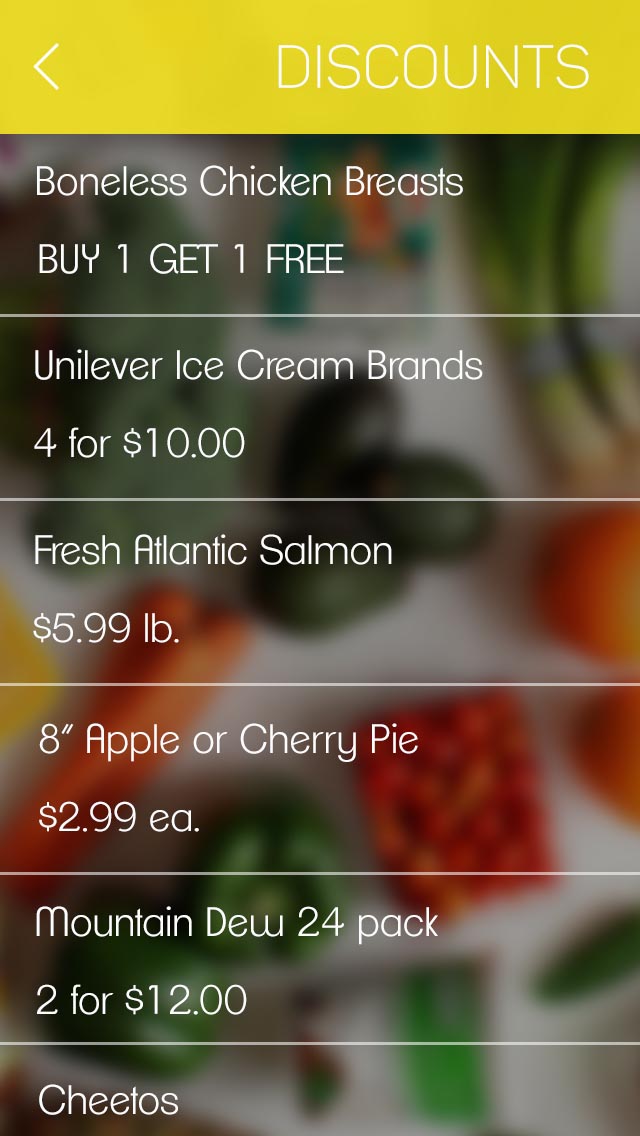 DISCOUNTS
Boneless Chicken Breasts
BUY 1 GET 1 FREE
Unilever Ice Cream Brands
4 for $10.00
Fresh Atlantic Salmon
$5.99 lb.
8” Apple or Cherry Pie
$2.99 ea.
Mountain Dew 24 pack
2 for $12.00
Cheetos